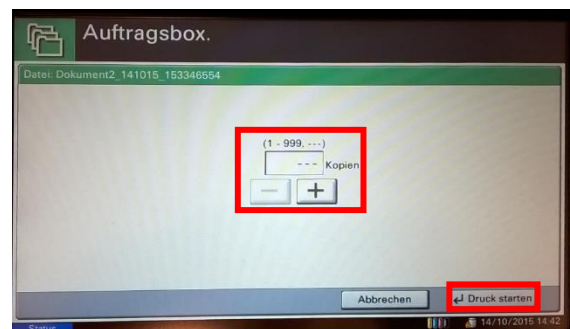 Auftragsbox.
Datei: Dokument2_141015_153346554
(1 - 999, ---)
--- Kopien
− +
Abbrechen
Druck starten
Status
14/10/2015 14:42